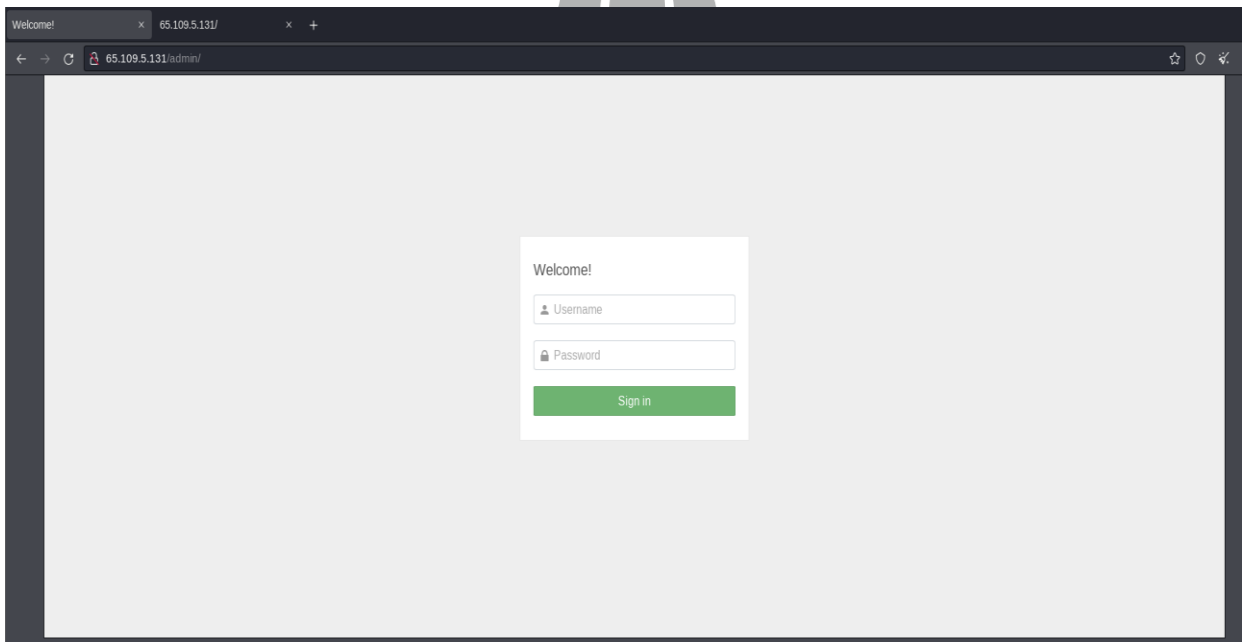 Welcome! × 65.109.5.131/ × +
65.109.5.131/admin/
Welcome!
Username
Password
Sign in